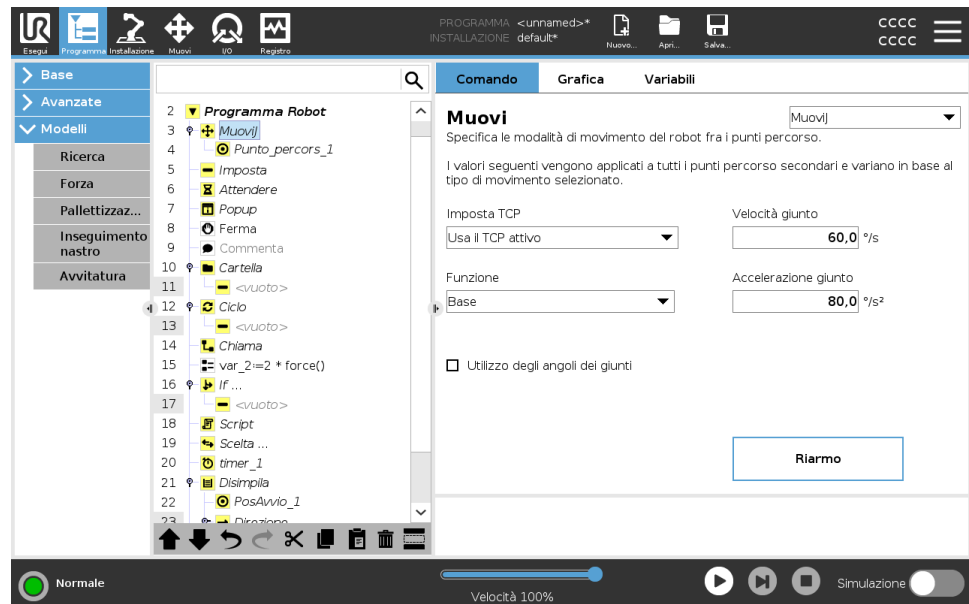 PROGRAMMA <unnamed>*
INSTALLAZIONE default*
Esegui
Programma
Installazione
Muovi
I/O
Registro
Nuovo...
Apri...
Salva...
CCCC
CCCC
Base
Avanzate
Modelli
Ricerca
Forza
Pallettizzaz...
Inseguimento
nastro
Avvitatura
2 Programma Robot
3 MuoviJ
4 Punto_percors_1
5 Imposta
6 Attendere
7 Popup
8 Ferma
9 Commenta
10 Cartella
11 <vuoto>
12 Ciclo
13 <vuoto>
14 Chiama
15 var_2:=2 * force()
16 If ...
17 <vuoto>
18 Script
19 Scelta ...
20 timer_1
21 Disimpila
22 PosAvvio_1
23 Direzione
Comando Grafica Variabili
Muovi
MuoviJ
Specifica le modalità di movimento del robot fra i punti percorso.
I valori seguenti vengono applicati a tutti i punti percorso secondari e variano in base al
tipo di movimento selezionato.
Imposta TCP
Usa il TCP attivo
Velocità giunto
60,0 °/s
Funzione
Base
Accelerazione giunto
80,0 °/s²
Utilizzo degli angoli dei giunti
Riarmo
Normale
Velocità 100%
Simulazione